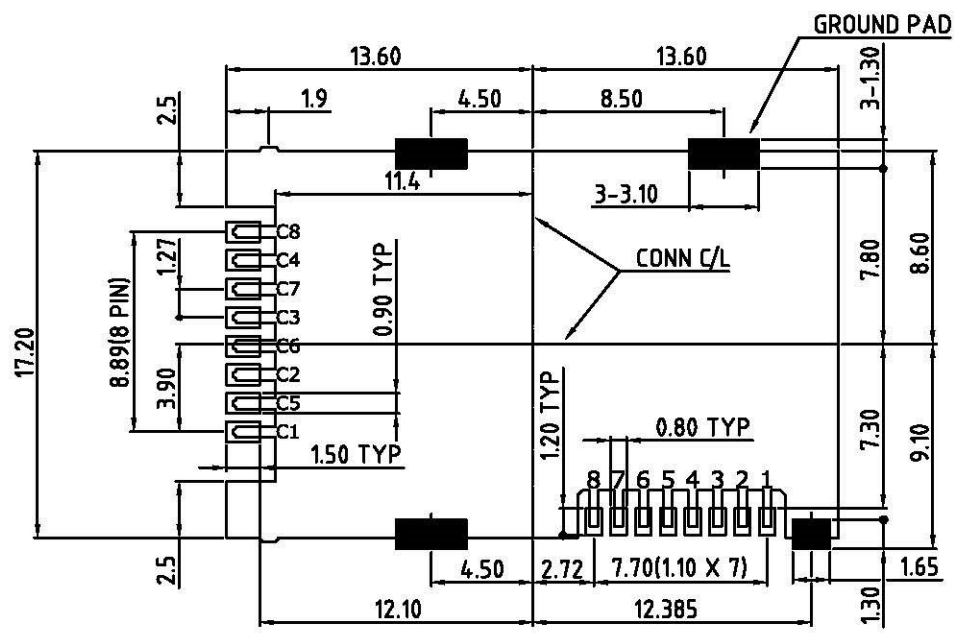 GROUND PAD
13.60
13.60
2.5
1.9
4.50
8.50
3-1.30
11.4
3-3.10
17.20
8.89(8 PIN)
1.27
3.90
C8
C4
C7
C3
C6
C2
C5
C1
0.90 TYP
CONN C/L
7.80
8.60
1.50 TYP
1.20 TYP
0.80 TYP
7.30
9.10
8 7 6 5 4 3 2 1
2.5
4.50
2.72
7.70(1.10 X 7)
1.65
1.30
12.10
12.385